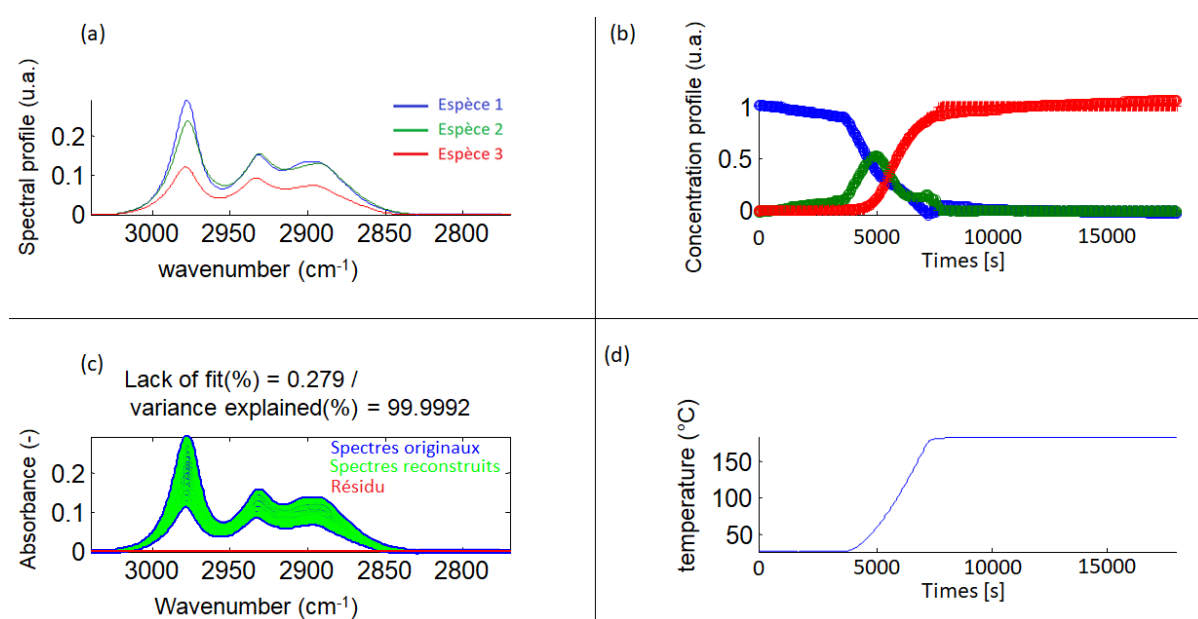 (a)
Spectral profile (u.a.)
0.2
0.1
0
Espèce 1
Espèce 2
Espèce 3
3000 2950 2900 2850 2800
wavenumber (cm-1)
(b)
Concentration profile (u.a.)
1
0.5
0
0 5000 10000 15000
Times [s]
(c)
Lack of fit(%) = 0.279 /
variance explained(%) = 99.9992
Absorbance (-)
0.2
0.1
0
Spectres originaux
Spectres reconstruits
Résidu
3000 2950 2900 2850 2800
Wavenumber (cm-1)
(d)
temperature (°C)
150
100
50
0 5000 10000 15000
Times [s]